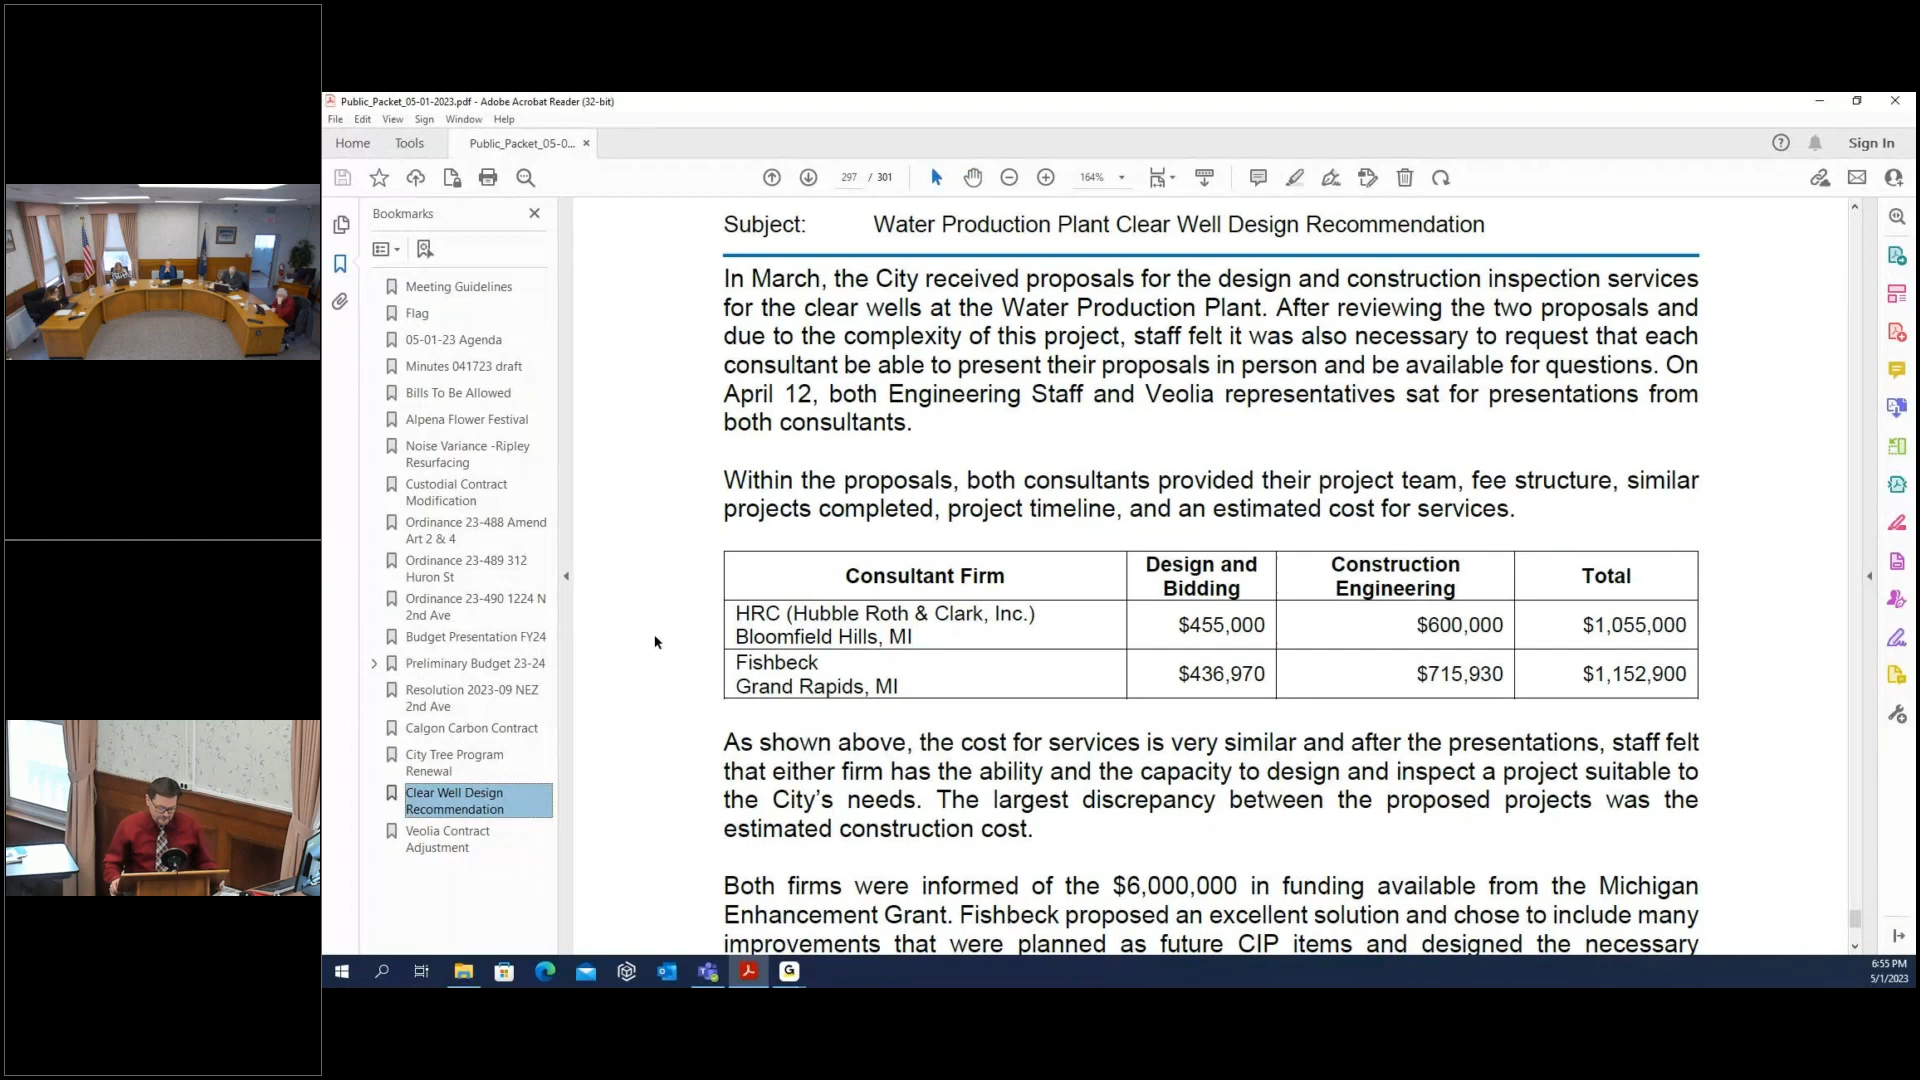 Public_Packet_05-01-2023.pdf - Adobe Acrobat Reader (32-bit)
File Edit View Sign Window Help
Home Tools Public_Packet_05-0... ×
Sign In
297 / 301
164%
Bookmarks
Meeting Guidelines
Flag
05-01-23 Agenda
Minutes 041723 draft
Bills To Be Allowed
Alpena Flower Festival
Noise Variance -Ripley
Resurfacing
Custodial Contract
Modification
Ordinance 23-488 Amend
Art 2 & 4
Ordinance 23-489 312
Huron St
Ordinance 23-490 1224 N
2nd Ave
Budget Presentation FY24
Preliminary Budget 23-24
Resolution 2023-09 NEZ
2nd Ave
Calgon Carbon Contract
City Tree Program
Renewal
Clear Well Design
Recommendation
Veolia Contract
Adjustment
Subject: Water Production Plant Clear Well Design Recommendation
In March, the City received proposals for the design and construction inspection services
for the clear wells at the Water Production Plant. After reviewing the two proposals and
due to the complexity of this project, staff felt it was also necessary to request that each
consultant be able to present their proposals in person and be available for questions. On
April 12, both Engineering Staff and Veolia representatives sat for presentations from
both consultants.
Within the proposals, both consultants provided their project team, fee structure, similar
projects completed, project timeline, and an estimated cost for services.
Consultant Firm Design and Bidding Construction Engineering Total
HRC (Hubble Roth & Clark, Inc.) Bloomfield Hills, MI $455,000 $600,000 $1,055,000
Fishbeck Grand Rapids, MI $436,970 $715,930 $1,152,900
As shown above, the cost for services is very similar and after the presentations, staff felt
that either firm has the ability and the capacity to design and inspect a project suitable to
the City's needs. The largest discrepancy between the proposed projects was the
estimated construction cost.
Both firms were informed of the $6,000,000 in funding available from the Michigan
Enhancement Grant. Fishbeck proposed an excellent solution and chose to include many
improvements that were planned as future CIP items and designed the necessary
6:55 PM
5/1/2023